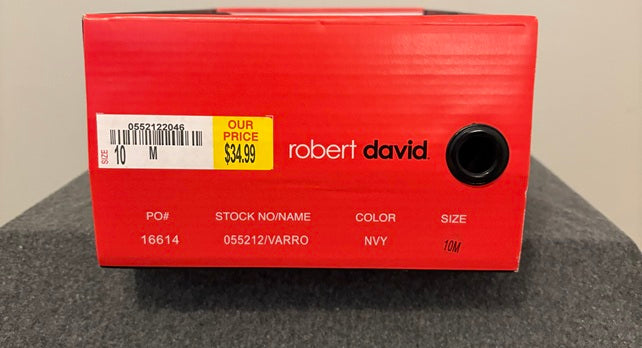 0552122046
SIZE 10 M
OUR
PRICE
$34.99
robert david
PO# STOCK NO/NAME COLOR SIZE
16614 055212/VARRO NVY 10M